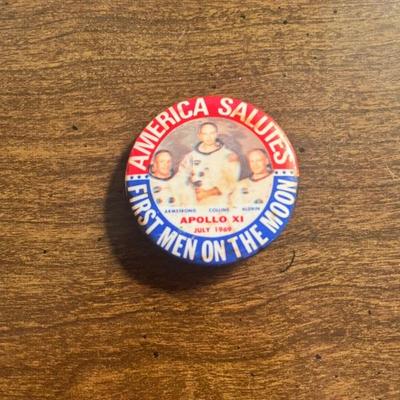 AMERICA SALUTES
ARMSTRONG COLLINS ALDRIN
APOLLO XI
JULY 1969
FIRST MEN ON THE MOON